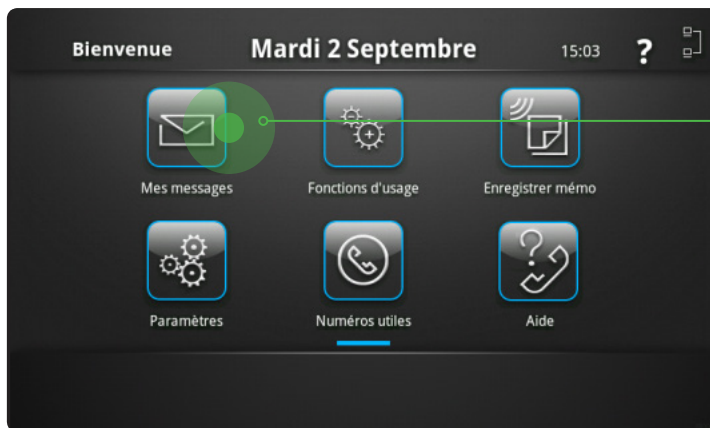 Bienvenue Mardi 2 Septembre 15:03 ?
Mes messages Fonctions d'usage Enregistrer mémo
Paramètres Numéros utiles Aide